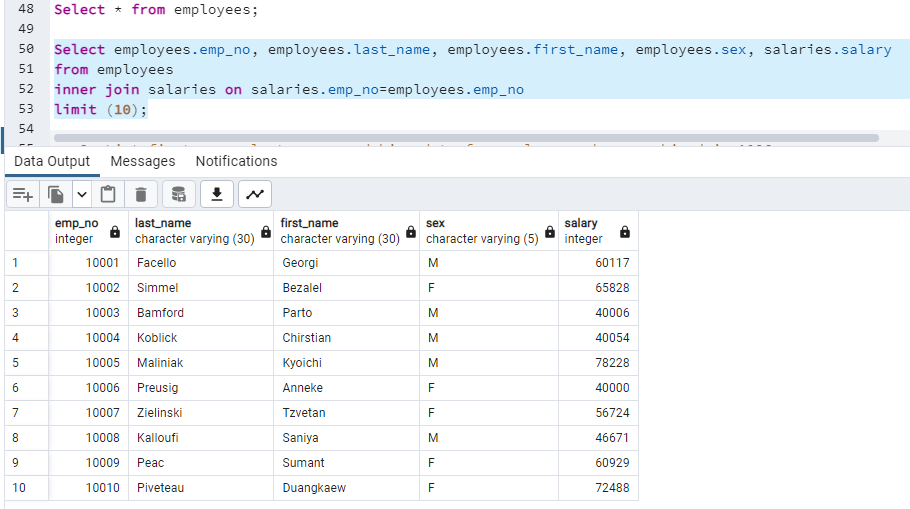 48 Select * from employees;
49
50 Select employees.emp_no, employees.last_name, employees.first_name, employees.sex, salaries.salary
51 from employees
52 inner join salaries on salaries.emp_no=employees.emp_no
53 limit (10);
54
Data Output Messages Notifications
emp_no last_name first_name sex salary
integer character varying (30) character varying (30) character varying (5) integer
1 10001 Facello Georgi M 60117
2 10002 Simmel Bezalel F 65828
3 10003 Bamford Parto M 40006
4 10004 Koblick Chirstian M 40054
5 10005 Maliniak Kyoichi M 78228
6 10006 Preusig Anneke F 40000
7 10007 Zielinski Tzvetan F 56724
8 10008 Kalloufi Saniya M 46671
9 10009 Peac Sumant F 60929
10 10010 Piveteau Duangkaew F 72488